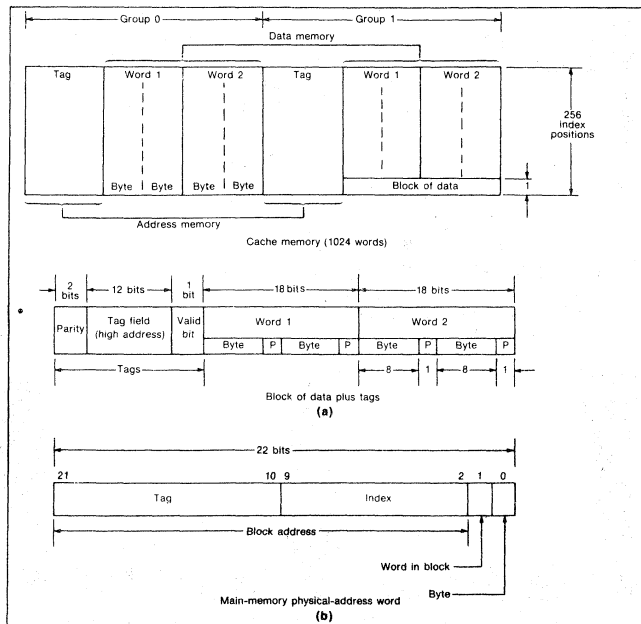 Group 0 Group 1
Data memory
Tag Word 1 Word 2 Tag Word 1 Word 2
256
index
positions
Byte Byte Byte Byte Block of data 1
Address memory
Cache memory (1024 words)
2
bits
12 bits
1
bit
18 bits 18 bits
Parity
Tag field
(high address)
Valid
bit
Word 1 Word 2
Byte P Byte P Byte P Byte P
Tags 8 1 8 1
Block of data plus tags
(a)
22 bits
21 10 9 2 1 0
Tag Index
Block address
Word in block
Byte
Main-memory physical-address word
(b)